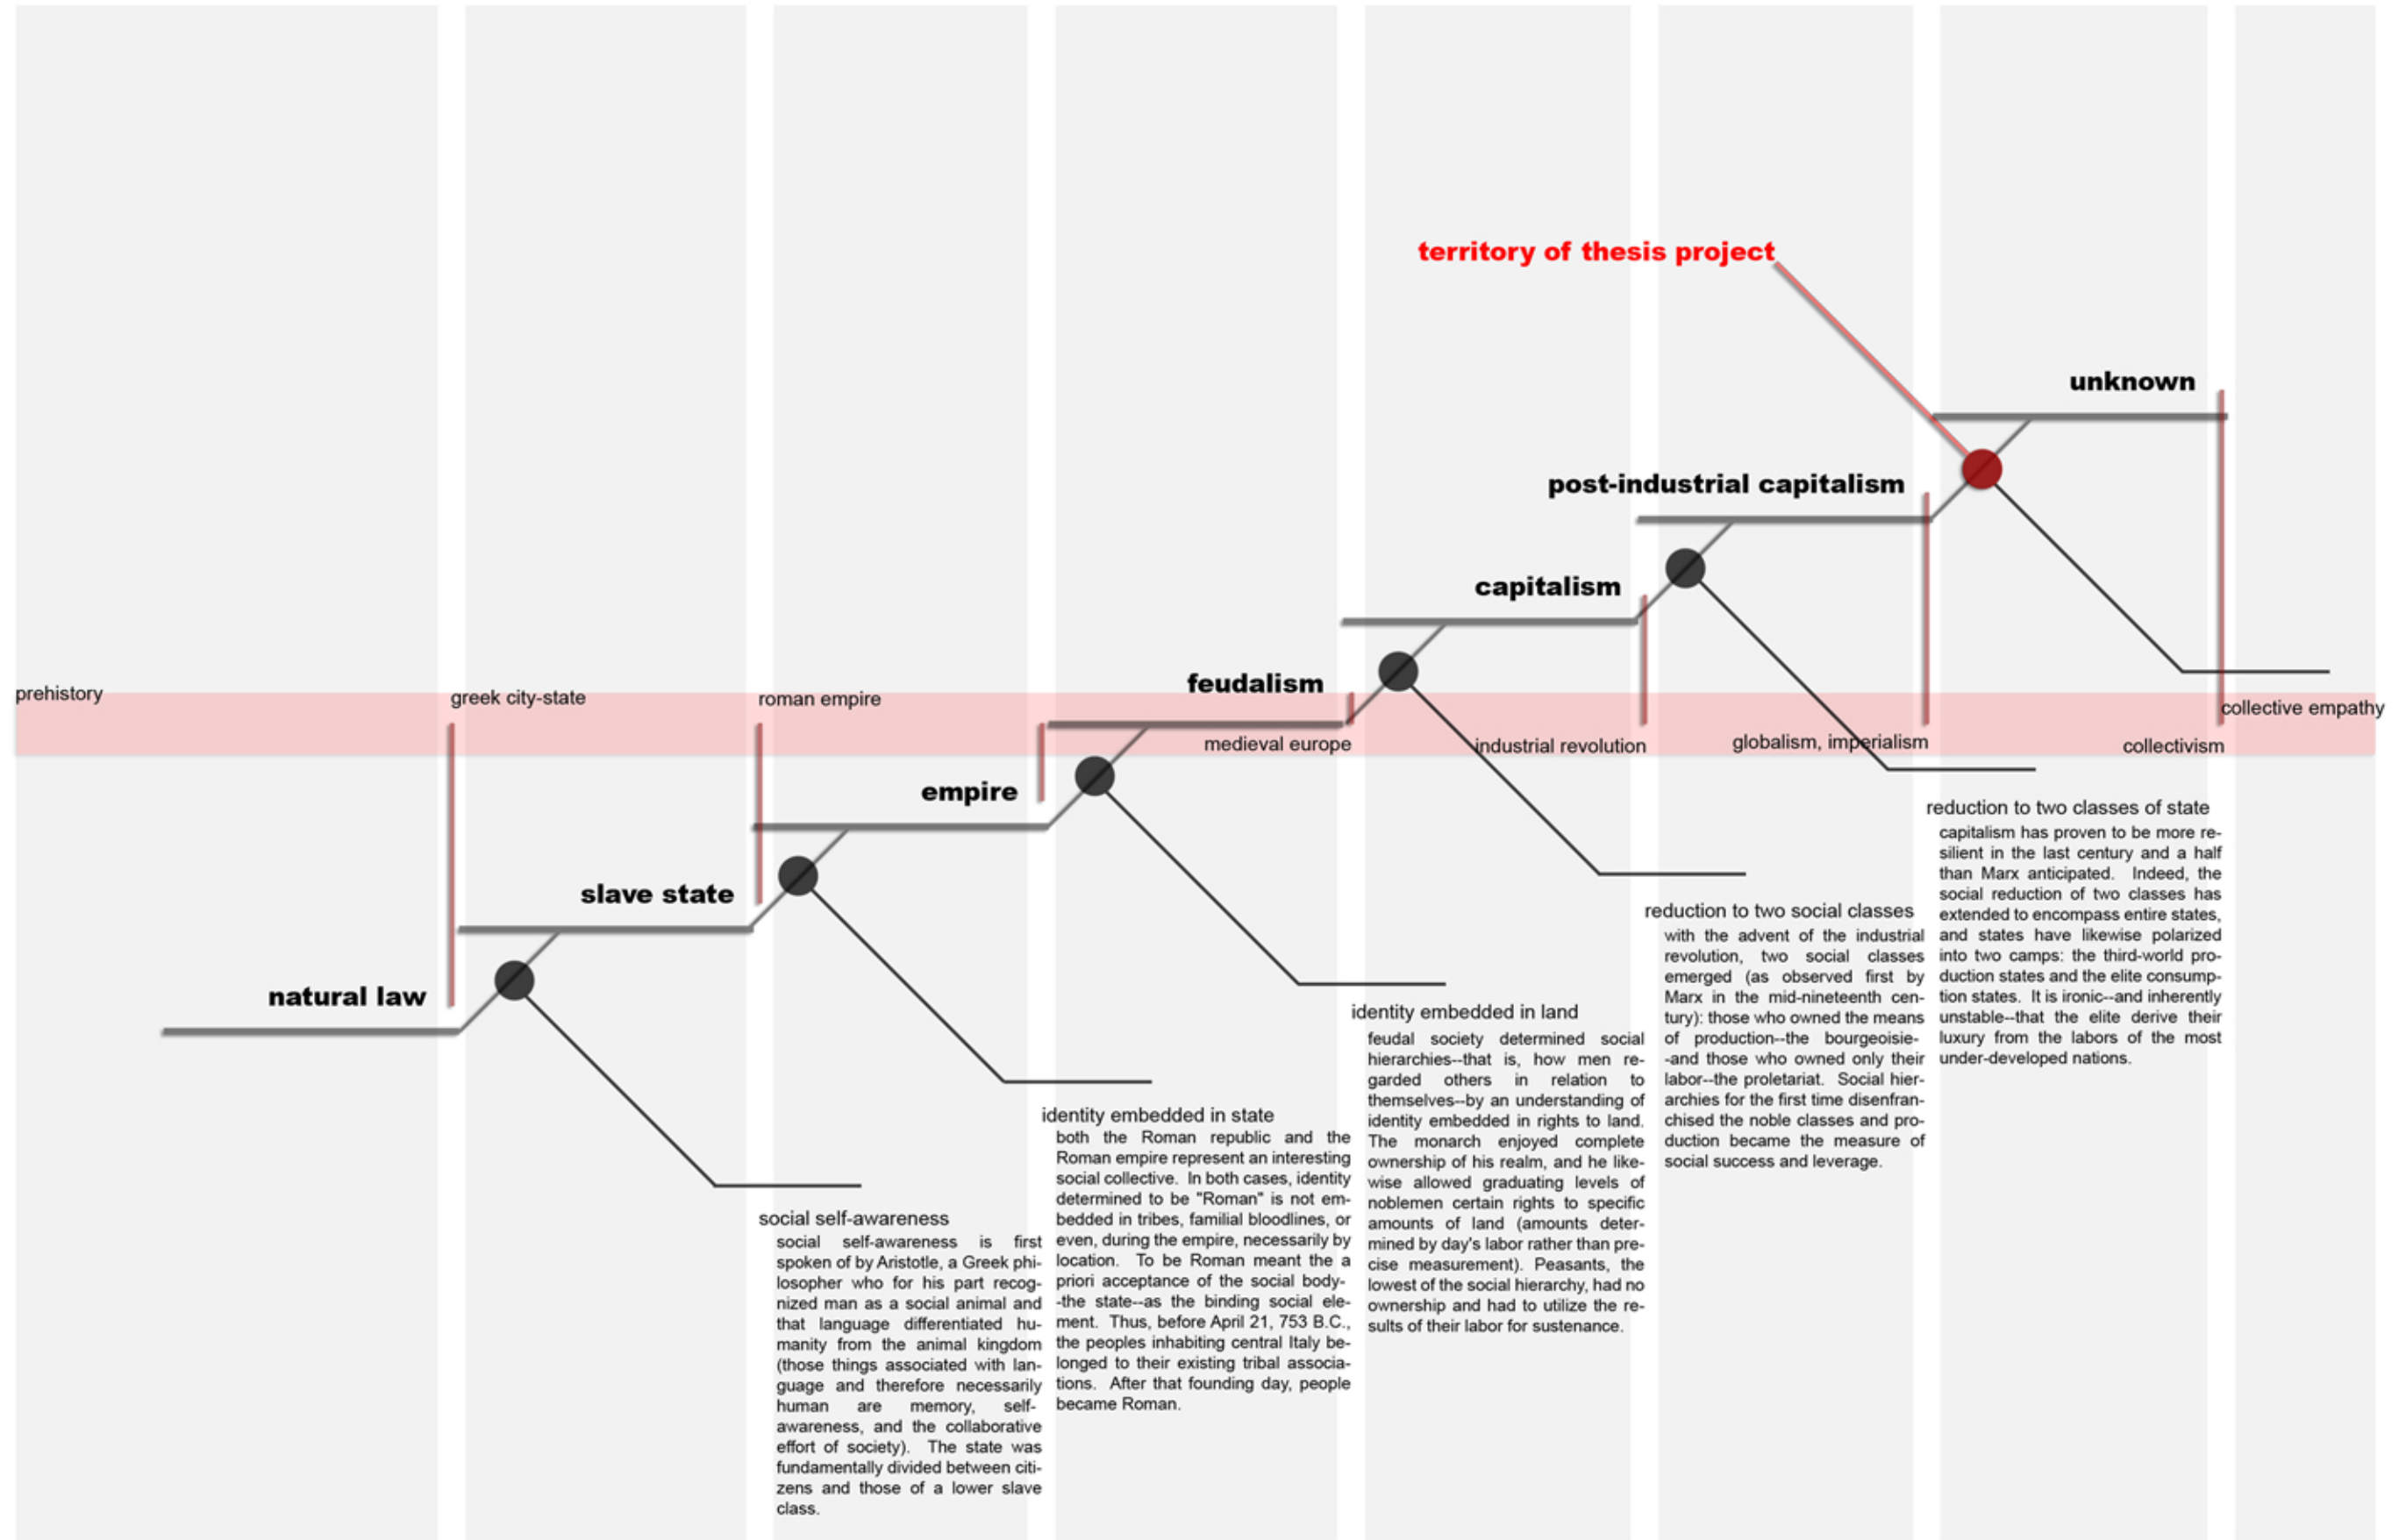 territory of thesis project
unknown
post-industrial capitalism
capitalism
feudalism
empire
slave state
natural law
prehistory
greek city-state
roman empire
medieval europe
industrial revolution
globalism, imperialism
collectivism
collective empathy
social self-awareness
social self-awareness is first
spoken of by Aristotle, a Greek phi-
losopher who for his part recog-
nized man as a social animal and
that language differentiated hu-
manity from the animal kingdom
(those things associated with lan-
guage and therefore necessarily
human are memory, self-
awareness, and the collaborative
effort of society).  The state was
fundamentally divided between citi-
zens and those of a lower slave
class.
identity embedded in state
both the Roman republic and the
Roman empire represent an interesting
social collective.  In both cases, identity
determined to be "Roman" is not em-
bedded in tribes, familial bloodlines, or
even, during the empire, necessarily by
location.  To be Roman meant the a
priori acceptance of the social body-
-the state--as the binding social ele-
ment.  Thus, before April 21, 753 B.C.,
the peoples inhabiting central Italy be-
longed to their existing tribal associa-
tions.  After that founding day, people
became Roman.
identity embedded in land
feudal society determined social
hierarchies--that is, how men re-
garded others in relation to
themselves--by an understanding of
identity embedded in rights to land.
The monarch enjoyed complete
ownership of his realm, and he like-
wise allowed graduating levels of
noblemen certain rights to specific
amounts of land (amounts deter-
mined by day's labor rather than pre-
cise measurement).  Peasants, the
lowest of the social hierarchy, had no
ownership and had to utilize the re-
sults of their labor for sustenance.
reduction to two social classes
with the advent of the industrial
revolution, two social classes
emerged (as observed first by
Marx in the mid-nineteenth cen-
tury): those who owned the means
of production--the bourgeoisie-
-and those who owned only their
labor--the proletariat.  Social hier-
archies for the first time disenfran-
chised the noble classes and pro-
duction became the measure of
social success and leverage.
reduction to two classes of state
capitalism has proven to be more re-
silient in the last century and a half
than Marx anticipated.  Indeed, the
social reduction of two classes has
extended to encompass entire states,
and states have likewise polarized
into two camps: the third-world pro-
duction states and the elite consump-
tion states.  It is ironic--and inherently
unstable--that the elite derive their
luxury from the labors of the most
under-developed nations.